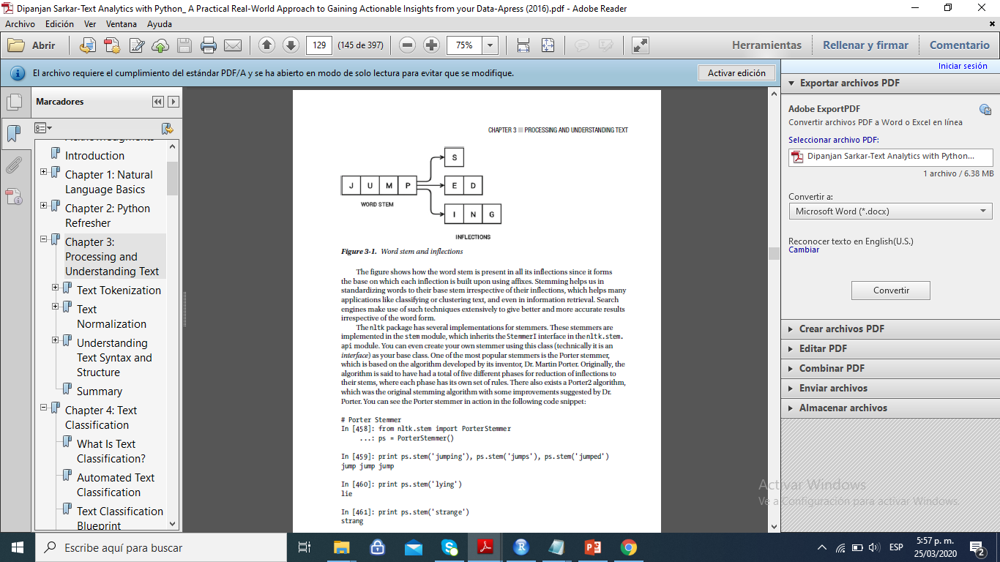 Dipanjan Sarkar-Text Analytics with Python_ A Practical Real-World Approach to Gaining Actionable Insights from your Data-Apress (2016).pdf - Adobe Reader
Archivo Edición Ver Ventana Ayuda
Abrir 129 (145 de 397) 75% Herramientas Rellenar y firmar Comentario
El archivo requiere el cumplimiento del estándar PDF/A y se ha abierto en modo de solo lectura para evitar que se modifique. Activar edición
Marcadores
Acknowledgments
Introduction
Chapter 1: Natural
Language Basics
Chapter 2: Python
Refresher
Chapter 3:
Processing and
Understanding Text
Text Tokenization
Text
Normalization
Understanding
Text Syntax and
Structure
Summary
Chapter 4: Text
Classification
What Is Text
Classification?
Automated Text
Classification
Text Classification
Blueprint
CHAPTER 3 PROCESSING AND UNDERSTANDING TEXT
S
J U M P E D
WORD STEM
I N G
INFLECTIONS
Figure 3-1. Word stem and inflections
The figure shows how the word stem is present in all its inflections since it forms
the base on which each inflection is built upon using affixes. Stemming helps us in
standardizing words to their base stem irrespective of their inflections, which helps many
applications like classifying or clustering text, and even in information retrieval. Search
engines make use of such techniques extensively to give better and more accurate results
irrespective of the word form.
The nltk package has several implementations for stemmers. These stemmers are
implemented in the stem module, which inherits the StemmerI interface in the nltk.stem.
api module. You can even create your own stemmer using this class (technically it is an
interface) as your base class. One of the most popular stemmers is the Porter stemmer,
which is based on the algorithm developed by its inventor, Dr. Martin Porter. Originally, the
algorithm is said to have had a total of five different phases for reduction of inflections to
their stems, where each phase has its own set of rules. There also exists a Porter2 algorithm,
which was the original stemming algorithm with some improvements suggested by Dr.
Porter. You can see the Porter stemmer in action in the following code snippet:
# Porter Stemmer
In [458]: from nltk.stem import PorterStemmer
...: ps = PorterStemmer()
In [459]: print ps.stem('jumping'), ps.stem('jumps'), ps.stem('jumped')
jump jump jump
In [460]: print ps.stem('lying')
lie
In [461]: print ps.stem('strange')
strang
Iniciar sesión
Exportar archivos PDF
Adobe ExportPDF
Convertir archivos PDF a Word o Excel en línea
Seleccionar archivo PDF:
Dipanjan Sarkar-Text Analytics with Python...
1 archivo / 6.38 MB
Convertir a:
Microsoft Word (*.docx)
Reconocer texto en English(U.S.)
Cambiar
Convertir
Crear archivos PDF
Editar PDF
Combinar PDF
Enviar archivos
Almacenar archivos
Activar Windows
Ve a Configuración para activar Windows.
Escribe aquí para buscar
ESP
5:57 p. m.
25/03/2020
2